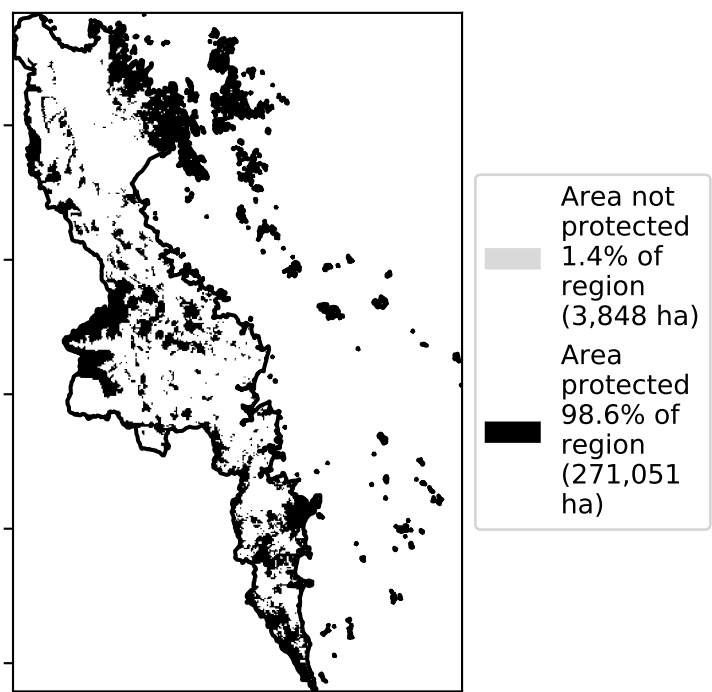 Area not
protected
1.4% of
region
(3,848 ha)
Area
protected
98.6% of
region
(271,051
ha)